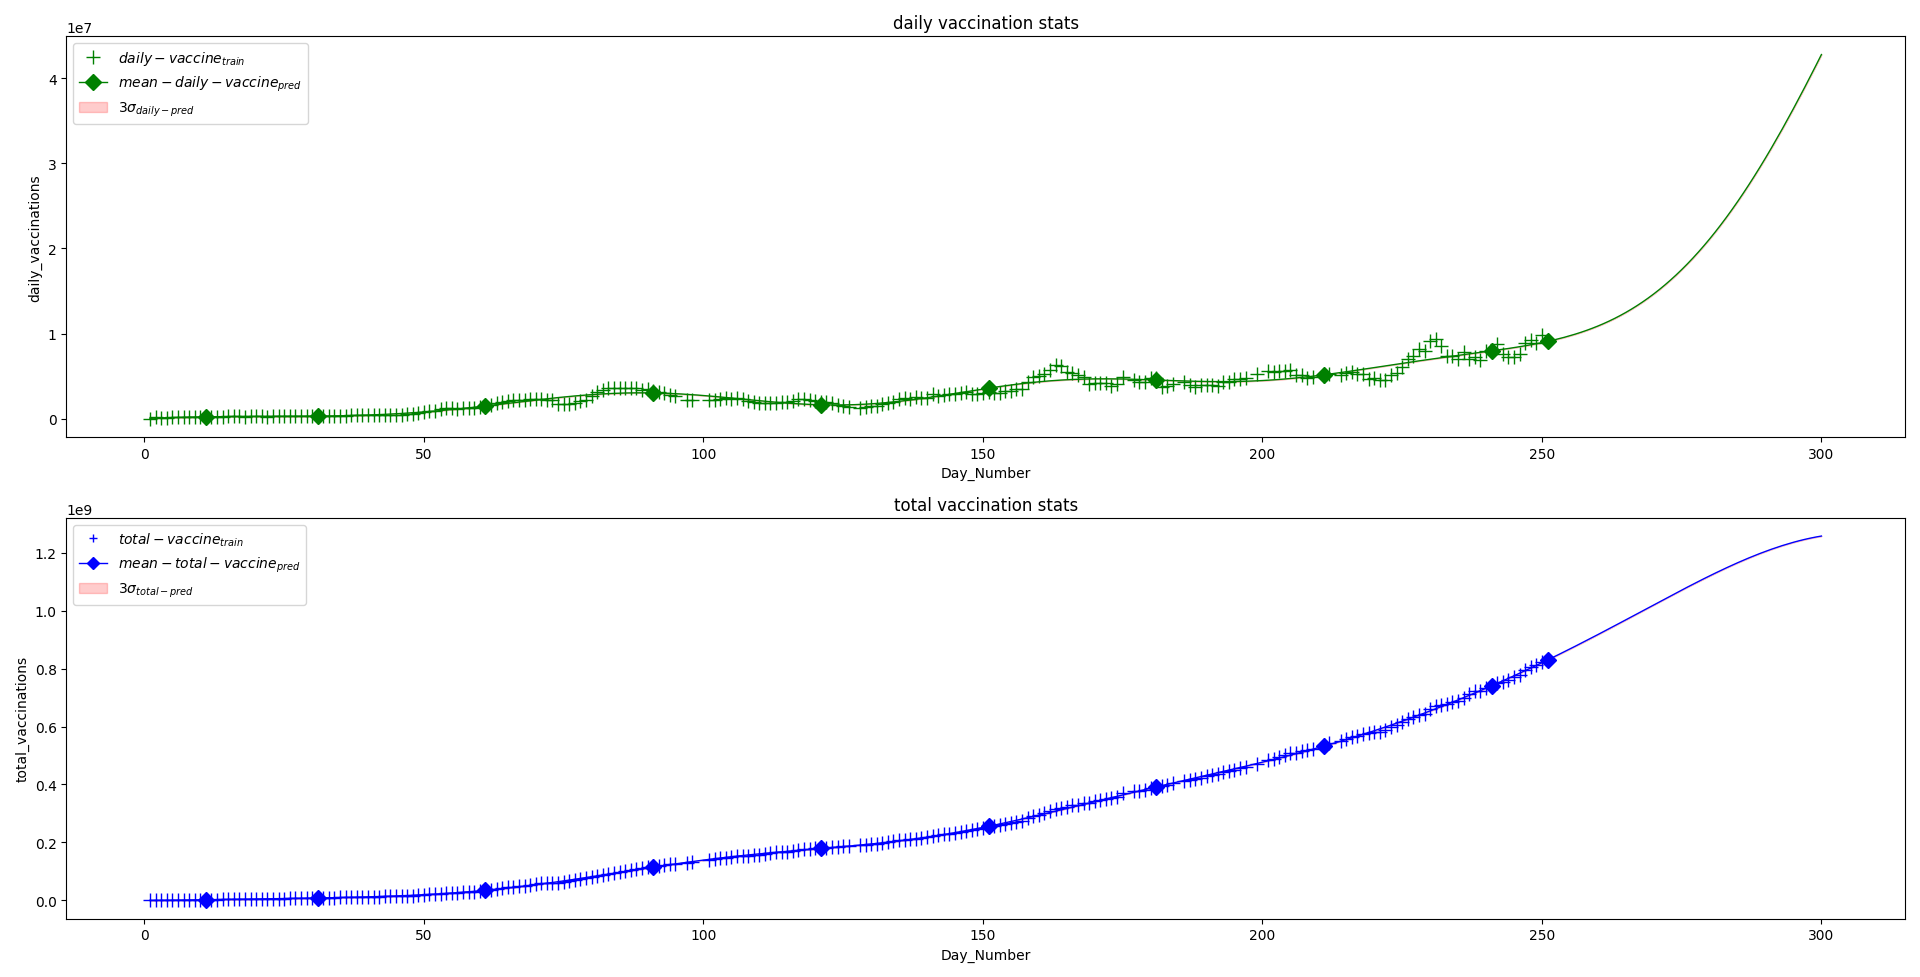 daily vaccination stats
1e7
daily−vaccine_train
mean−daily−vaccine_pred
3σ_daily−pred
4
3
2
1
0
daily_vaccinations
0 50 100 150 200 250 300
Day_Number
total vaccination stats
1e9
total−vaccine_train
mean−total−vaccine_pred
3σ_total−pred
1.2
1.0
0.8
0.6
0.4
0.2
0.0
total_vaccinations
0 50 100 150 200 250 300
Day_Number